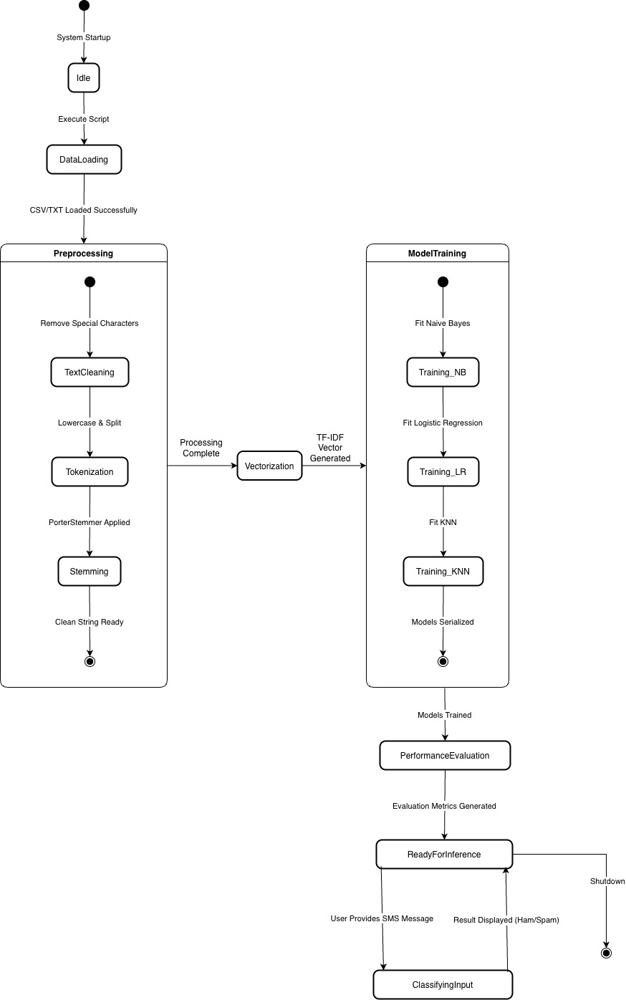 System Startup
Idle
Execute Script
DataLoading
CSV/TXT Loaded Successfully
Preprocessing
Remove Special Characters
TextCleaning
Lowercase & Split
Tokenization
PorterStemmer Applied
Stemming
Clean String Ready
Processing
Complete
Vectorization
TF-IDF
Vector
Generated
ModelTraining
Fit Naive Bayes
Training_NB
Fit Logistic Regression
Training_LR
Fit KNN
Training_KNN
Models Serialized
Models Trained
PerformanceEvaluation
Evaluation Metrics Generated
ReadyForInference
Shutdown
User Provides SMS Message
Result Displayed (Ham/Spam)
ClassifyingInput